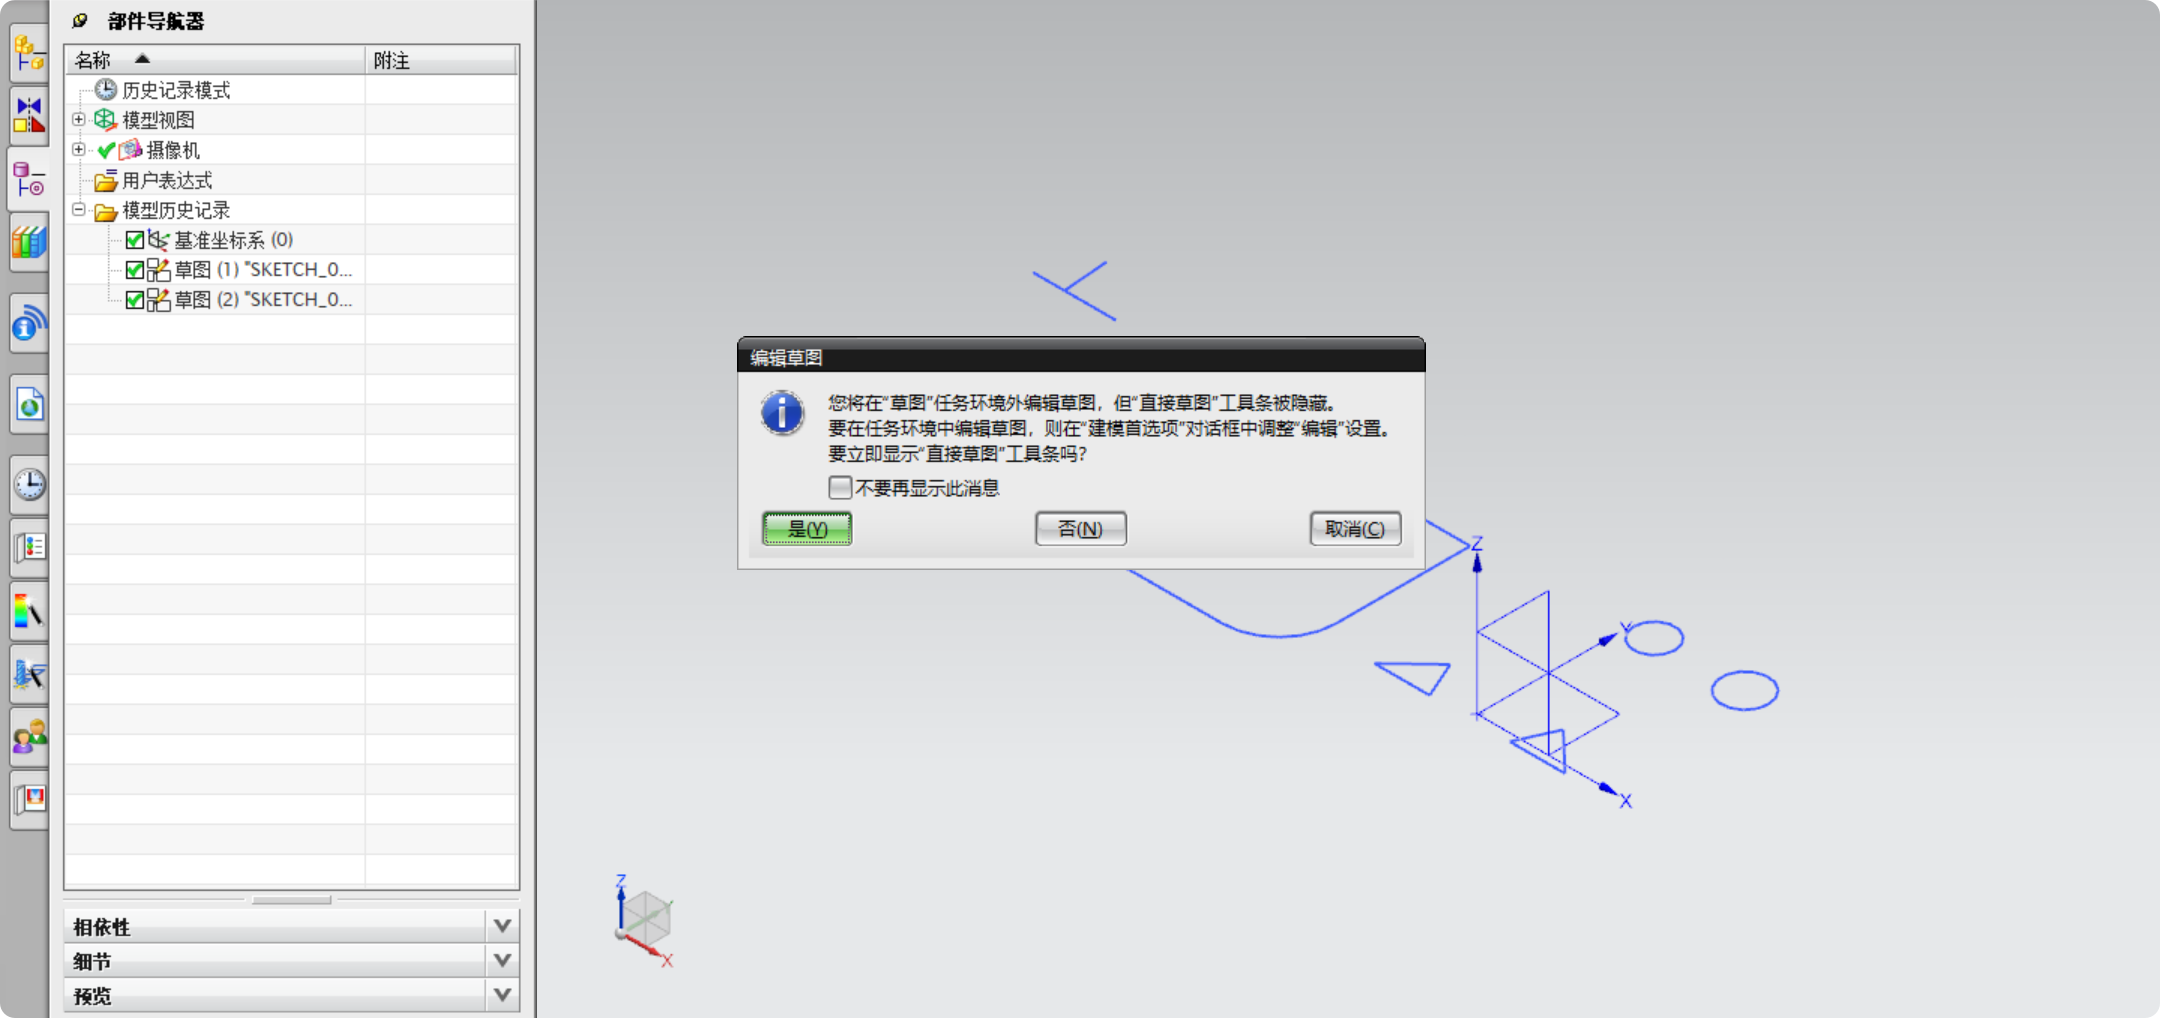 部件导航器
名称 附注
历史记录模式
模型视图
摄像机
用户表达式
模型历史记录
基准坐标系 (0)
草图 (1) "SKETCH_0...
草图 (2) "SKETCH_0...
相依性
细节
预览
编辑草图
您将在“草图”任务环境外编辑草图，但“直接草图”工具条被隐藏。
要在任务环境中编辑草图，则在“建模首选项”对话框中调整“编辑”设置。
要立即显示“直接草图”工具条吗？
不要再显示此消息
是(Y) 否(N) 取消(C)
Z
Y
X
Z
X